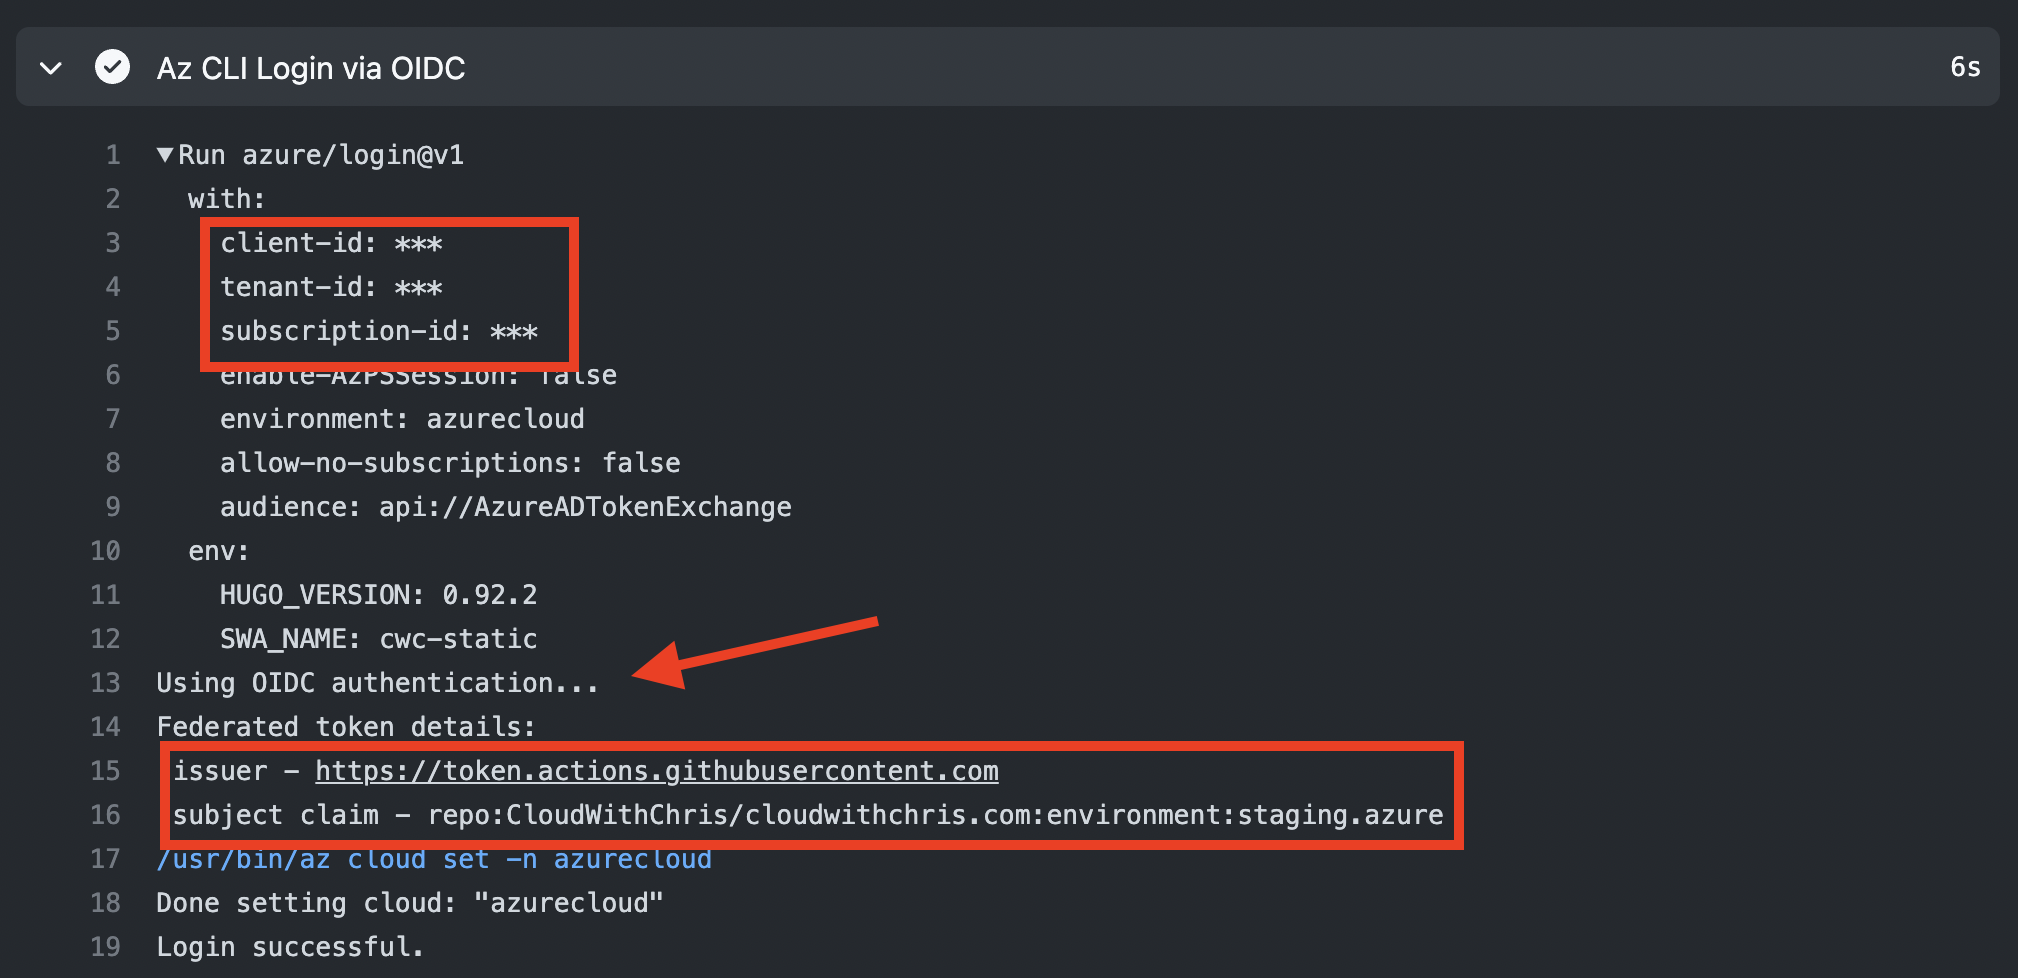 Az CLI Login via OIDC 6s
1 ▼Run azure/login@v1
2 with:
3 client-id: ***
4 tenant-id: ***
5 subscription-id: ***
6 enable-AzPSSession: false
7 environment: azurecloud
8 allow-no-subscriptions: false
9 audience: api://AzureADTokenExchange
10 env:
11 HUGO_VERSION: 0.92.2
12 SWA_NAME: cwc-static
13 Using OIDC authentication...
14 Federated token details:
15 issuer - https://token.actions.githubusercontent.com
16 subject claim - repo:CloudWithChris/cloudwithchris.com:environment:staging.azure
17 /usr/bin/az cloud set -n azurecloud
18 Done setting cloud: "azurecloud"
19 Login successful.